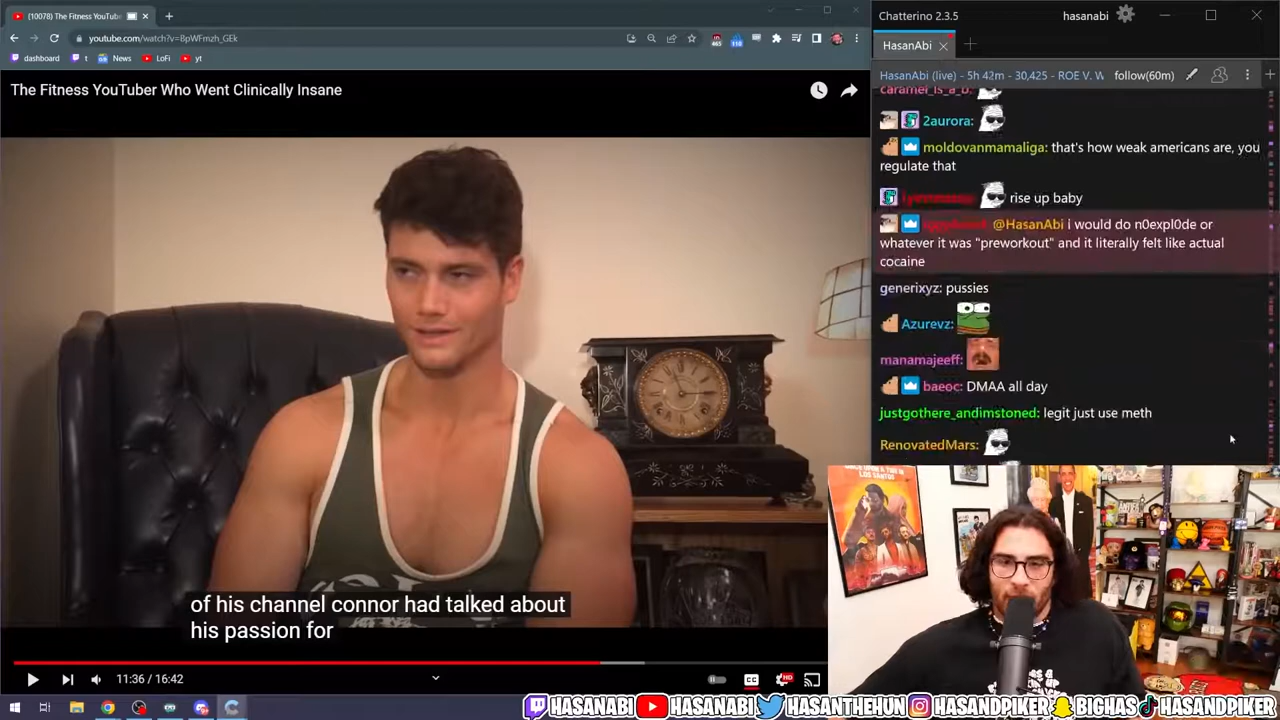 (10078) The Fitness YouTube
Chatterino 2.3.5
hasanabi
youtube.com/watch?v=BpWFmzh_GEk
dashboard
t
News
LoFi
yt
HasanAbi
HasanAbi (live) - 5h 42m - 30,425 - ROE V. W
follow(60m)
The Fitness YouTuber Who Went Clinically Insane
caramel_is_a_b:
2aurora:
moldovanmamaliga: that's how weak americans are, you
regulate that
rise up baby
@HasanAbi i would do n0expl0de or
whatever it was "preworkout" and it literally felt like actual
cocaine
generixyz: pussies
Azurevz:
manamajeeff:
baeoc: DMAA all day
justgothere_andimstoned: legit just use meth
RenovatedMars:
of his channel connor had talked about
his passion for
11:36 / 16:42
CC
HD
HASANABI
HASANABI
HASANTHEHUN
HASANDPIKER
BIGHAS
HASANDPIKER